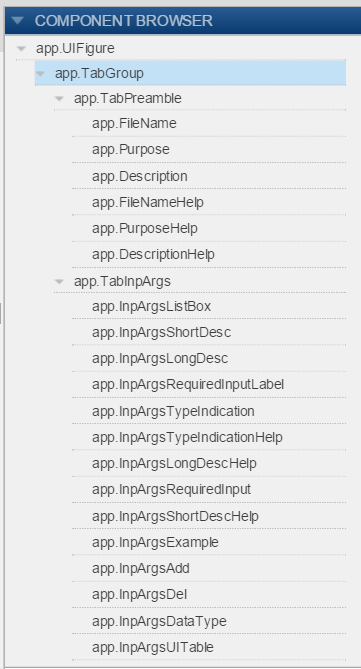 COMPONENT BROWSER
app.UIFigure
app.TabGroup
app.TabPreamble
app.FileName
app.Purpose
app.Description
app.FileNameHelp
app.PurposeHelp
app.DescriptionHelp
app.TabInpArgs
app.InpArgsListBox
app.InpArgsShortDesc
app.InpArgsLongDesc
app.InpArgsRequiredInputLabel
app.InpArgsTypeIndication
app.InpArgsTypeIndicationHelp
app.InpArgsLongDescHelp
app.InpArgsRequiredInput
app.InpArgsShortDescHelp
app.InpArgsExample
app.InpArgsAdd
app.InpArgsDel
app.InpArgsDataType
app.InpArgsUITable